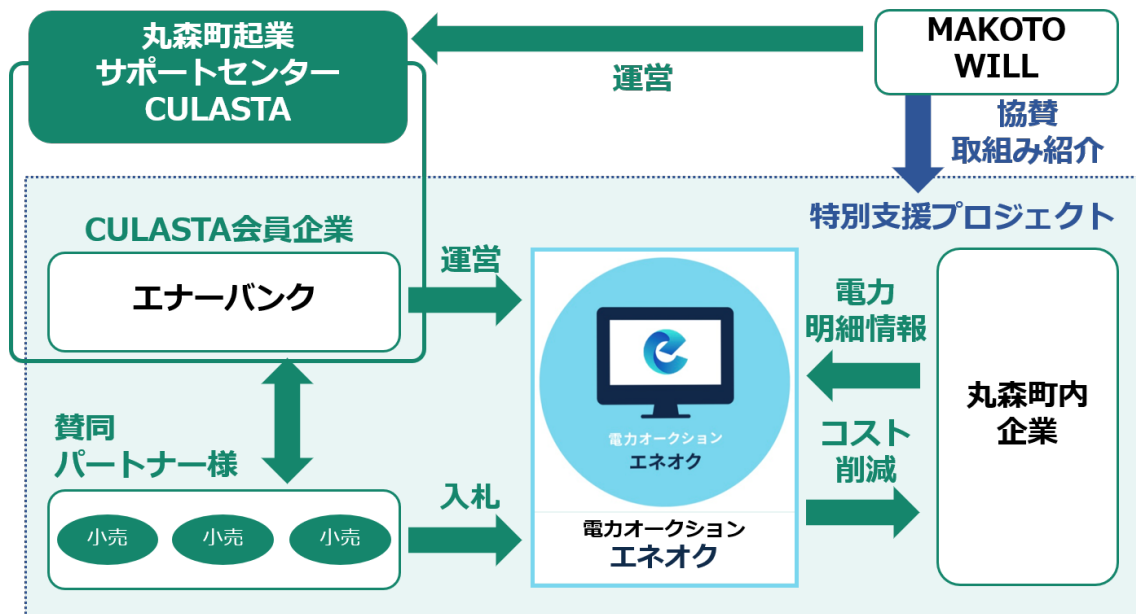 丸森町起業
サポートセンター
CULASTA
運営
MAKOTO
WILL
協賛
取組み紹介
特別支援プロジェクト
CULASTA会員企業
エナーバンク
運営
電力オークション
エネオク
電力オークション
エネオク
電力
明細情報
コスト
削減
丸森町内
企業
賛同
パートナー様
小売
小売
小売
入札